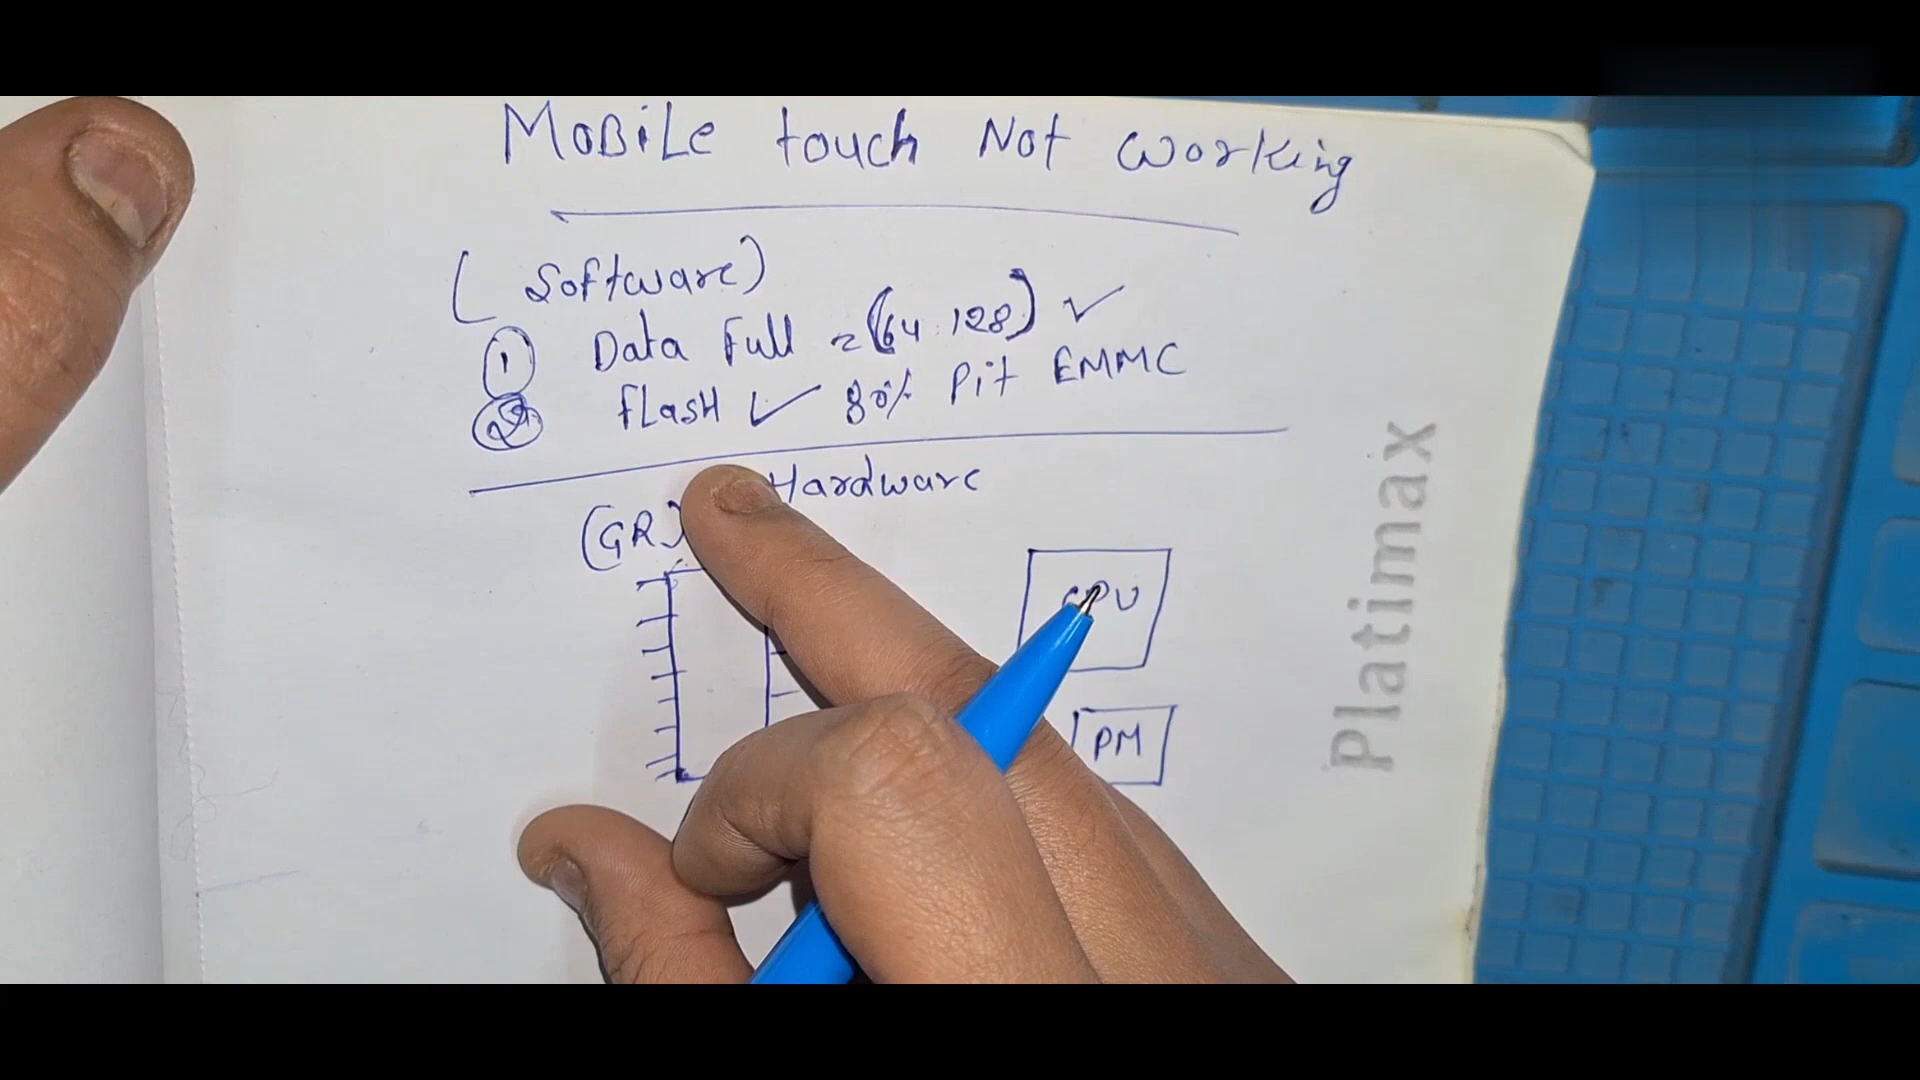 MoBiLe touch Not working
(Software)
① Data Full = (64 128) ✓
② fLasH ✓ 80% Pit EMMC
Hardware
(GR)
CPU
PM
Platimax